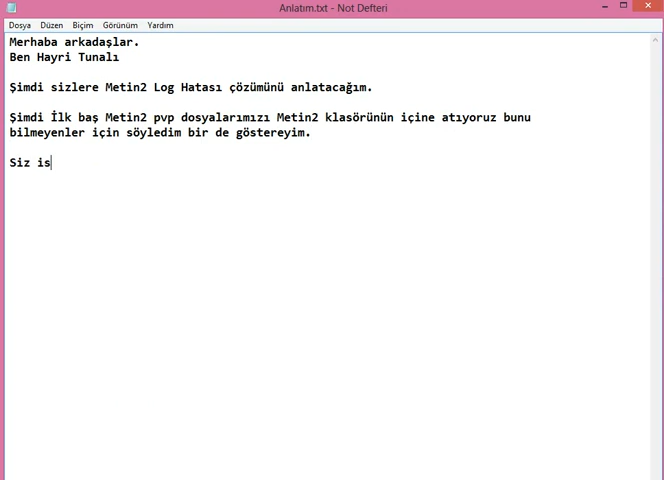 Anlatım.txt - Not Defteri
Dosya Düzen Biçim Görünüm Yardım
Merhaba arkadaşlar.
Ben Hayri Tunalı
Şimdi sizlere Metin2 Log Hatası çözümünü anlatacağım.
Şimdi İlk baş Metin2 pvp dosyalarımızı Metin2 klasörünün içine atıyoruz bunu
bilmeyenler için söyledim bir de göstereyim.
Siz is